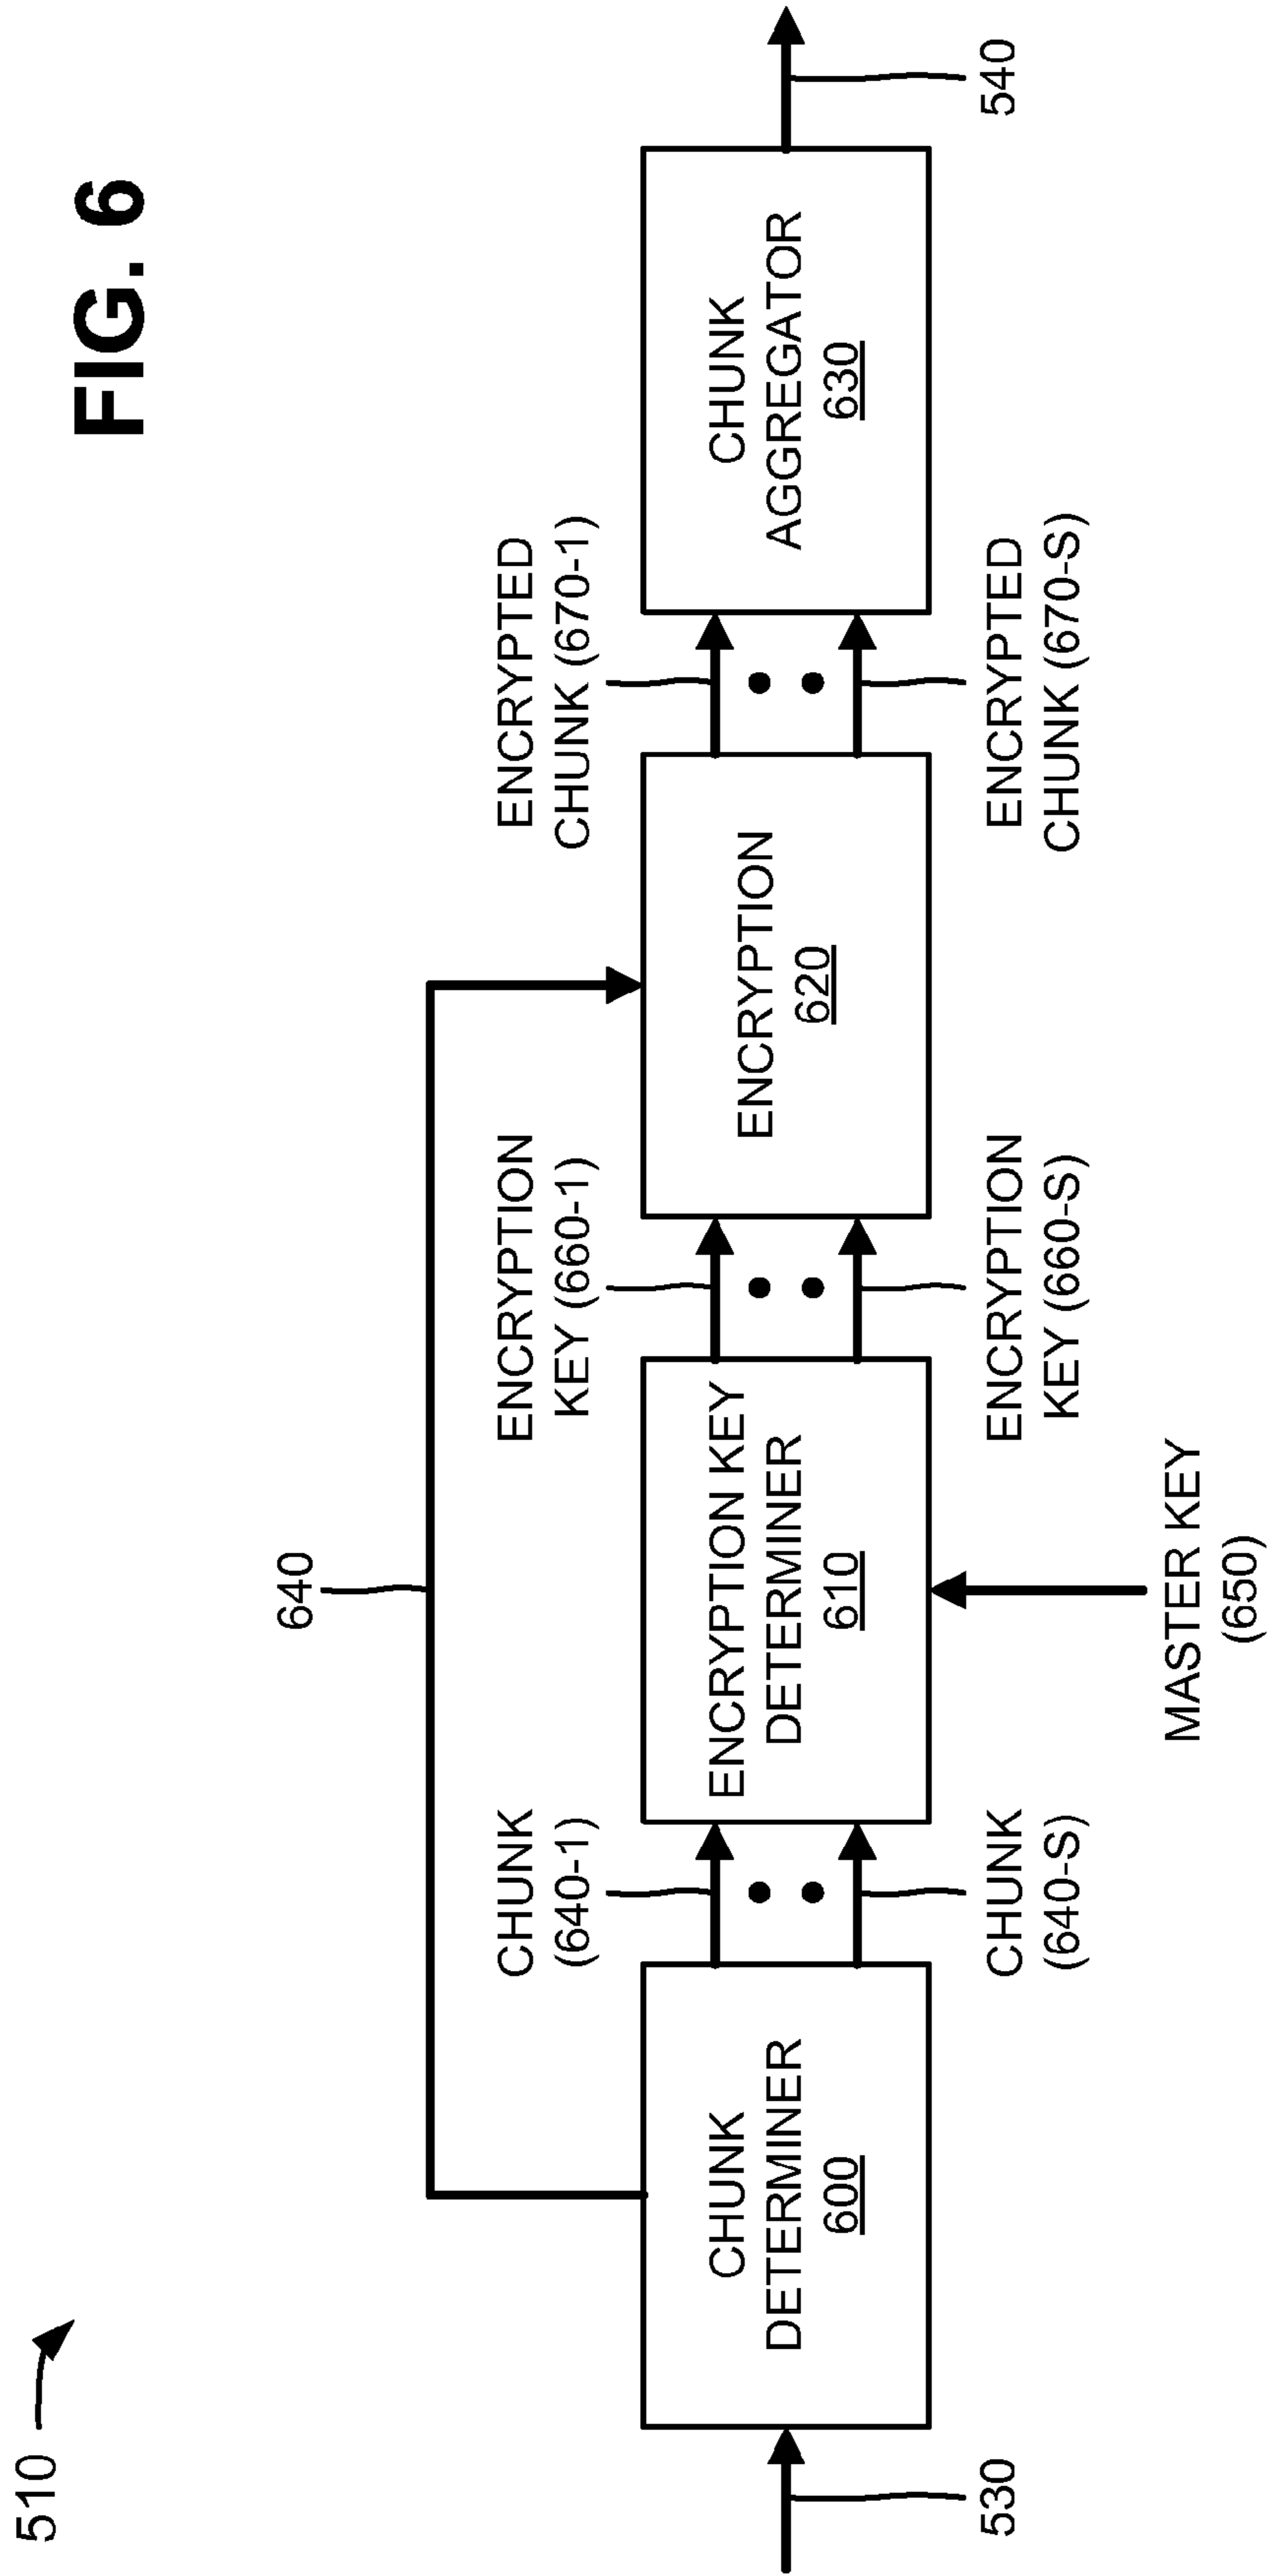 FIG. 6
510
640
CHUNK
(640-1)
ENCRYPTION
KEY (660-1)
ENCRYPTED
CHUNK (670-1)
CHUNK
DETERMINER
600
ENCRYPTION KEY
DETERMINER
610
ENCRYPTION
620
CHUNK
AGGREGATOR
630
530
CHUNK
(640-S)
ENCRYPTION
KEY (660-S)
ENCRYPTED
CHUNK (670-S)
540
MASTER KEY
(650)